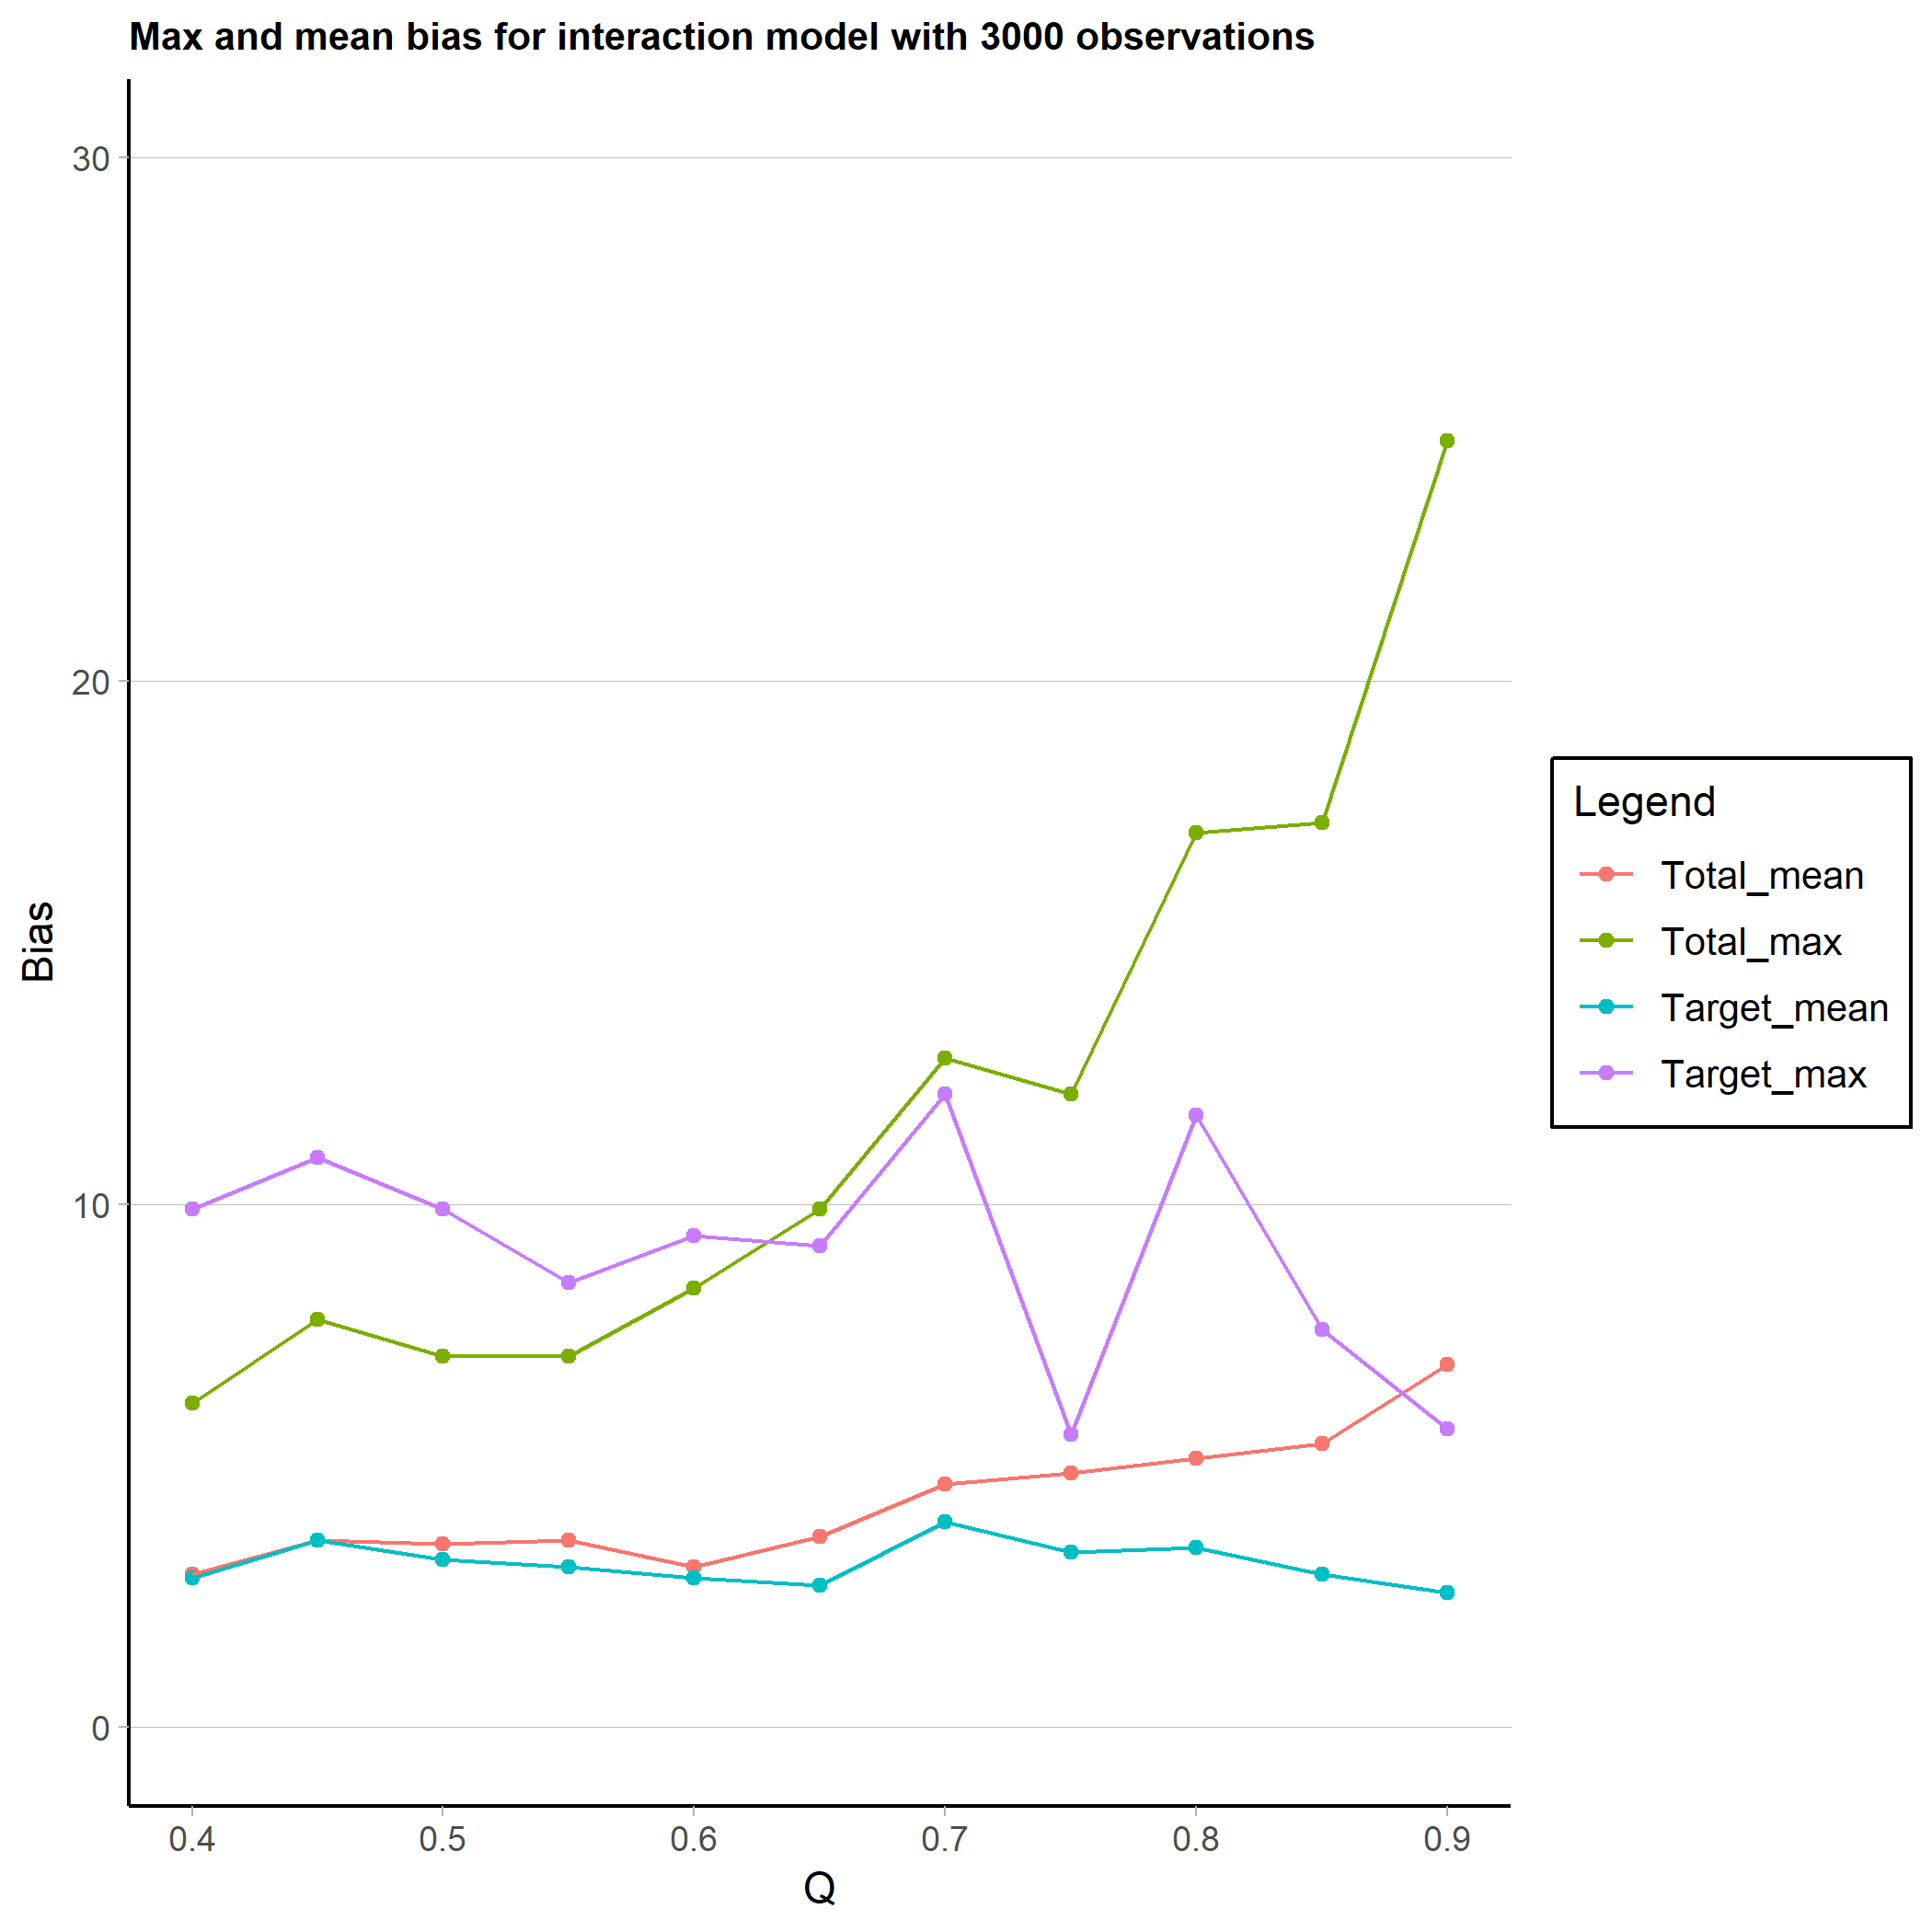 Max and mean bias for interaction model with 3000 observations
30
20
10
0
Bias
0.4 0.5 0.6 0.7 0.8 0.9
Q
Legend
Total_mean
Total_max
Target_mean
Target_max